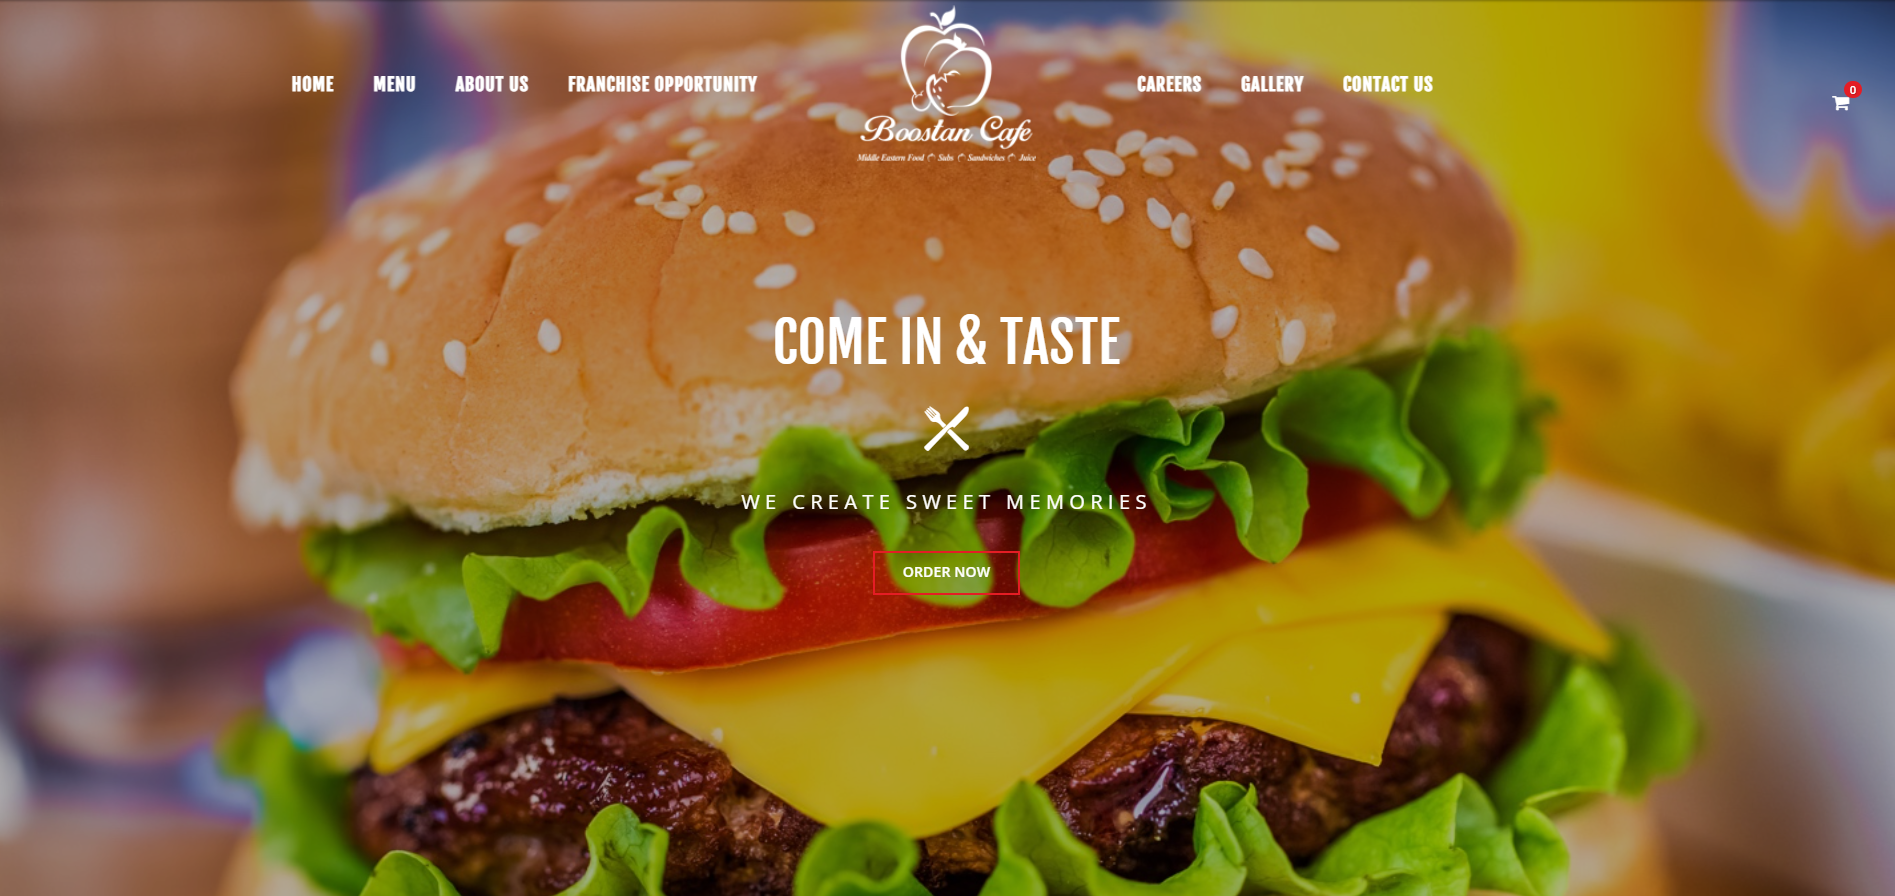 HOME MENU ABOUT US FRANCHISE OPPORTUNITY
Boostan Cafe
Middle Eastern Food Subs Sandwiches Juice
CAREERS GALLERY CONTACT US
0
COME IN & TASTE
WE CREATE SWEET MEMORIES
ORDER NOW